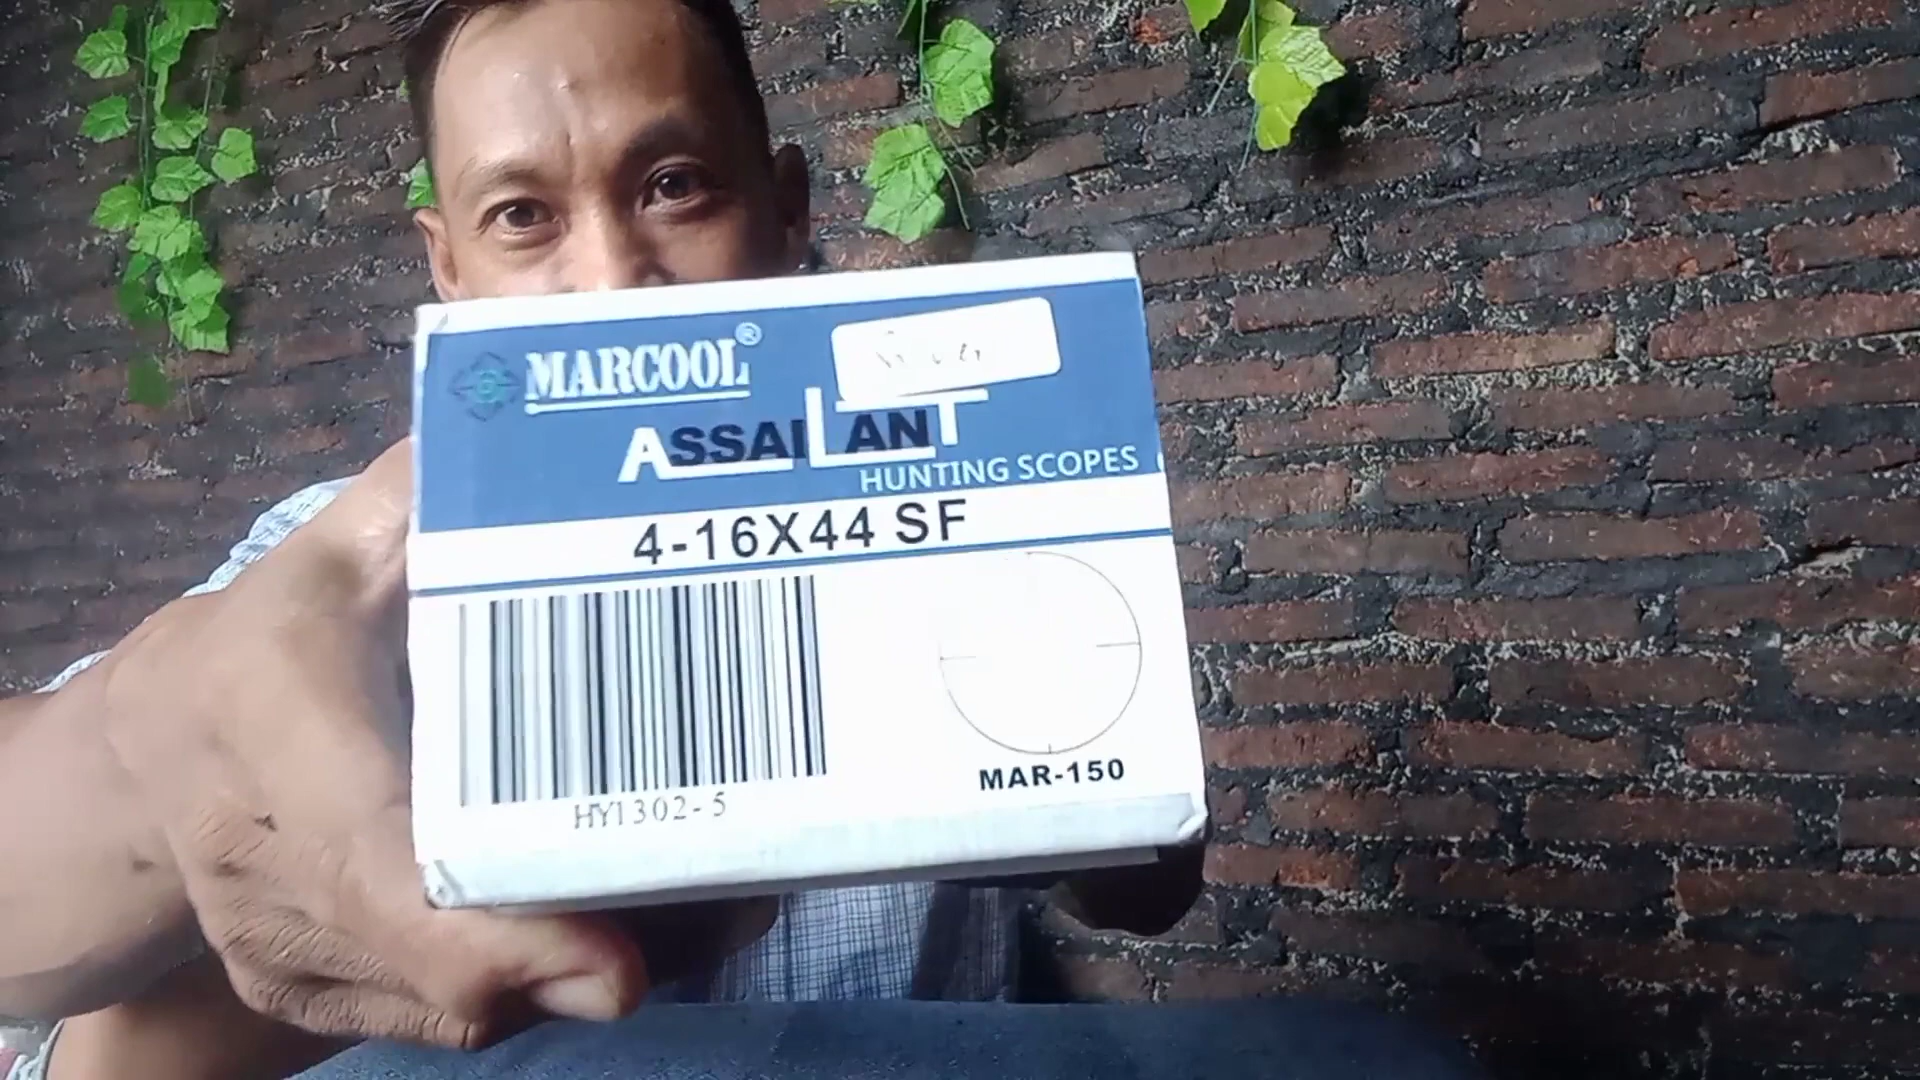 MARCOOL®
ASSAILANT
HUNTING SCOPES
4-16X44 SF
HY1302-5
MAR-150